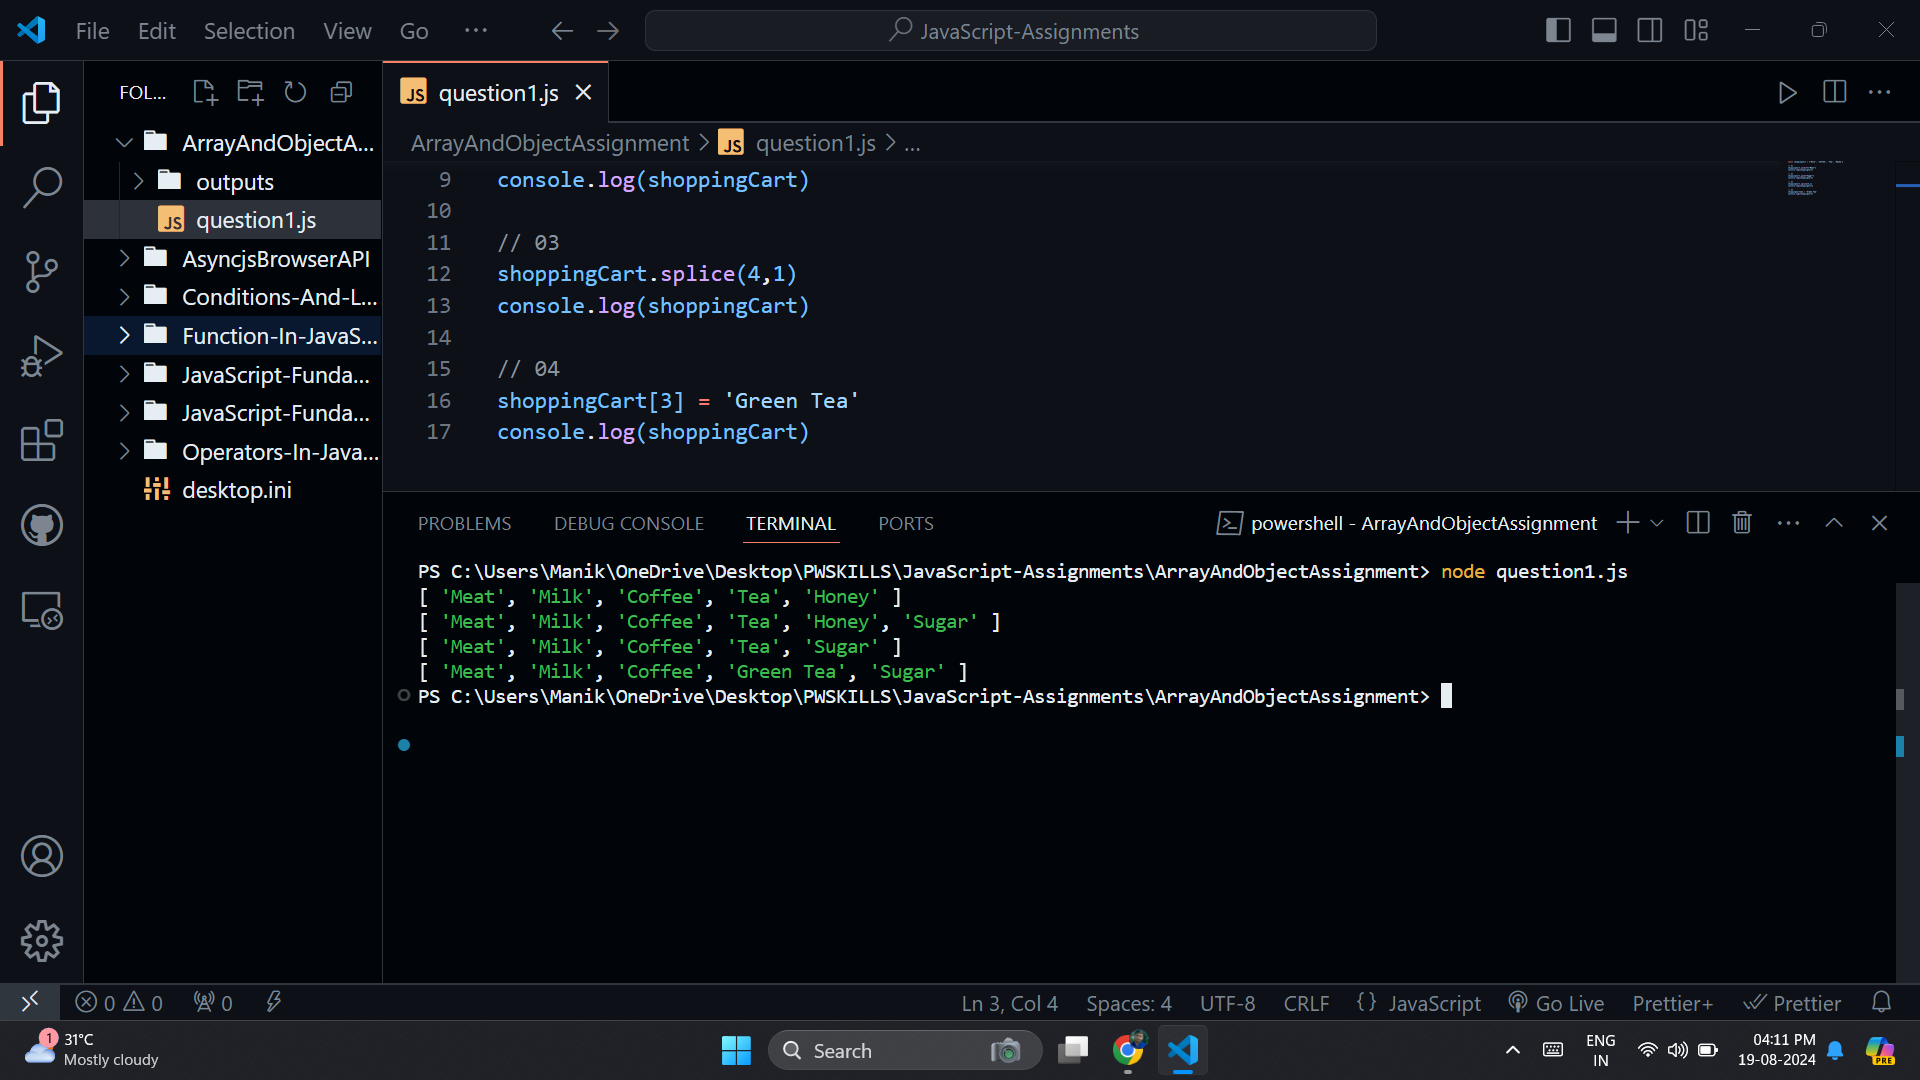 File Edit Selection View Go ··· JavaScript-Assignments
FOL...
ArrayAndObjectA...
outputs
JS question1.js
AsyncjsBrowserAPI
Conditions-And-L...
Function-In-JavaS...
JavaScript-Funda...
JavaScript-Funda...
Operators-In-Java...
desktop.ini
JS question1.js
ArrayAndObjectAssignment > JS question1.js > ...
9 console.log(shoppingCart)
10
11 // 03
12 shoppingCart.splice(4,1)
13 console.log(shoppingCart)
14
15 // 04
16 shoppingCart[3] = 'Green Tea'
17 console.log(shoppingCart)
PROBLEMS DEBUG CONSOLE TERMINAL PORTS powershell - ArrayAndObjectAssignment
PS C:\Users\Manik\OneDrive\Desktop\PWSKILLS\JavaScript-Assignments\ArrayAndObjectAssignment> node question1.js
[ 'Meat', 'Milk', 'Coffee', 'Tea', 'Honey' ]
[ 'Meat', 'Milk', 'Coffee', 'Tea', 'Honey', 'Sugar' ]
[ 'Meat', 'Milk', 'Coffee', 'Tea', 'Sugar' ]
[ 'Meat', 'Milk', 'Coffee', 'Green Tea', 'Sugar' ]
PS C:\Users\Manik\OneDrive\Desktop\PWSKILLS\JavaScript-Assignments\ArrayAndObjectAssignment>
0 0 0 Ln 3, Col 4 Spaces: 4 UTF-8 CRLF {} JavaScript Go Live Prettier+ Prettier
1 31°C
Mostly cloudy
Search
ENG
IN
04:11 PM
19-08-2024
PRE